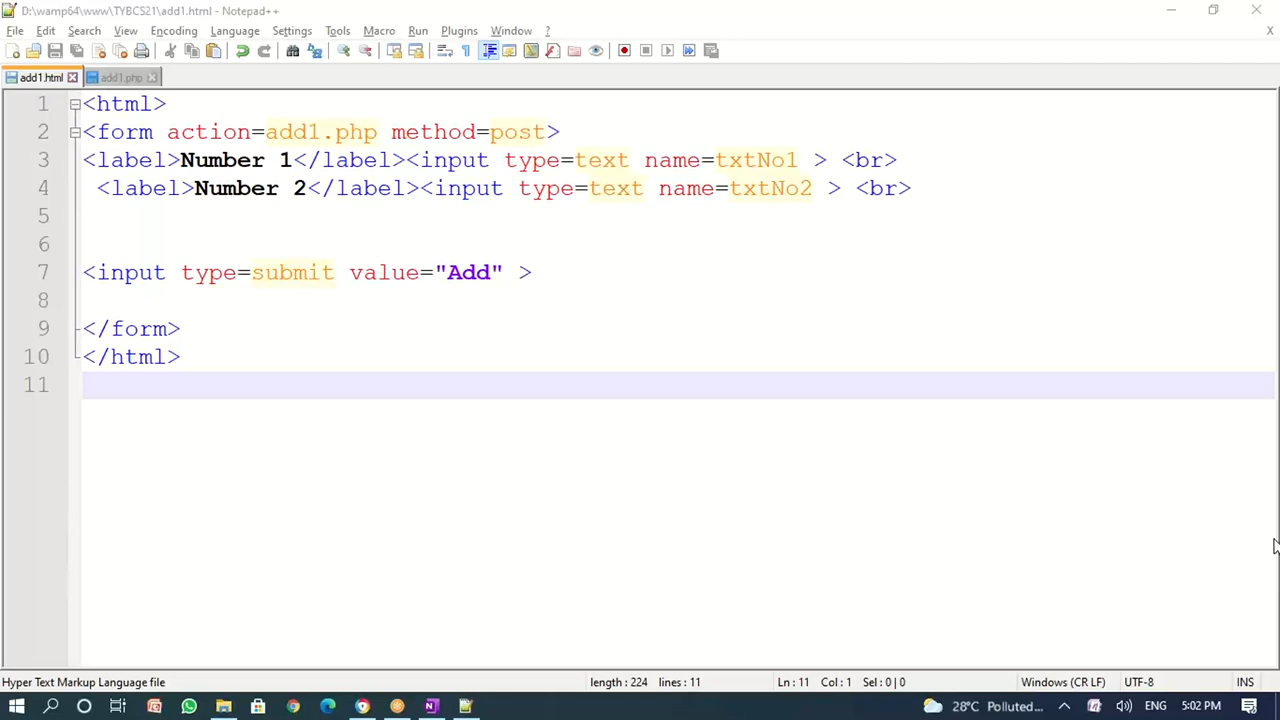 D:\wamp64\www\TYBCS21\add1.html - Notepad++
File Edit Search View Encoding Language Settings Tools Macro Run Plugins Window ? X
add1.html add1.php
1 <html>
2 <form action=add1.php method=post>
3 <label>Number 1</label><input type=text name=txtNo1 > <br>
4 <label>Number 2</label><input type=text name=txtNo2 > <br>
5
6
7 <input type=submit value="Add" >
8
9 </form>
10 </html>
11
Hyper Text Markup Language file length : 224 lines : 11 Ln : 11 Col : 1 Sel : 0 | 0 Windows (CR LF) UTF-8 INS
28°C Polluted... ENG 5:02 PM